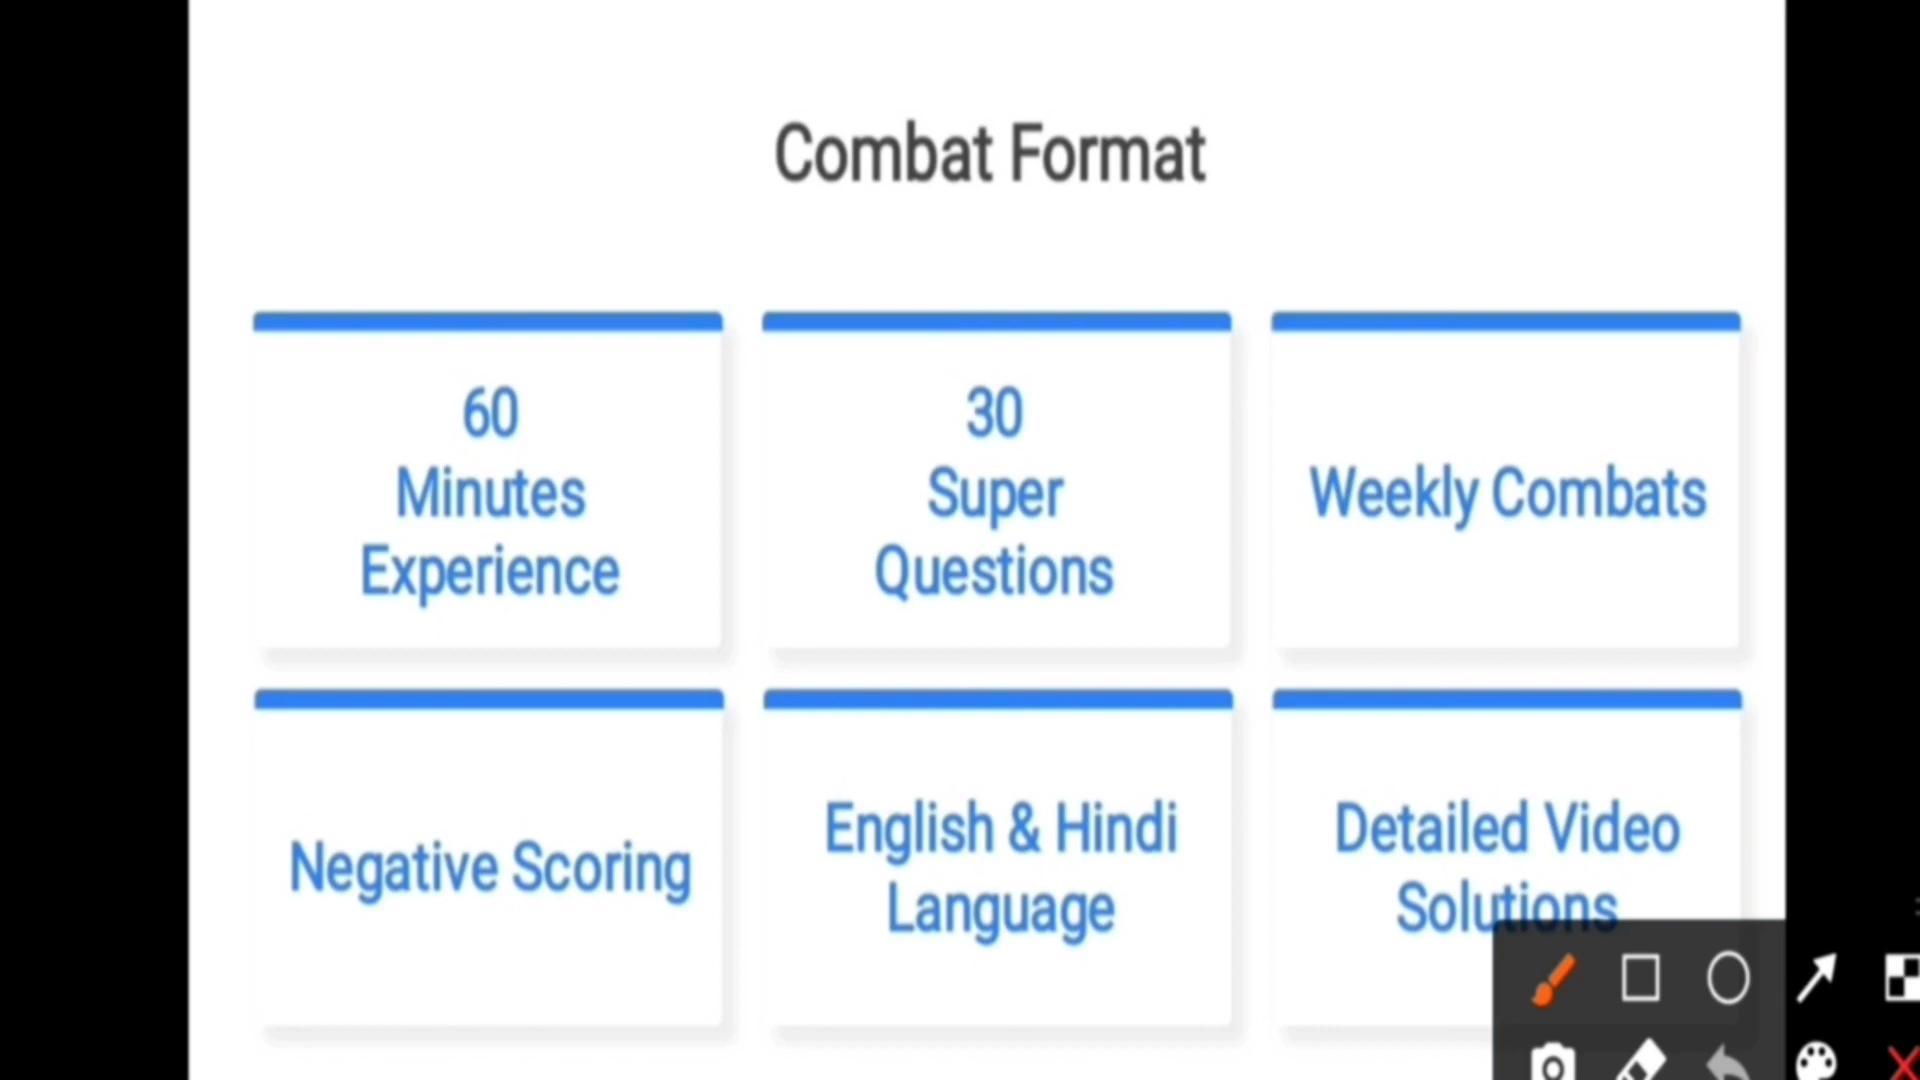 Combat Format
60
Minutes
Experience
30
Super
Questions
Weekly Combats
Negative Scoring
English & Hindi
Language
Detailed Video
Solutions